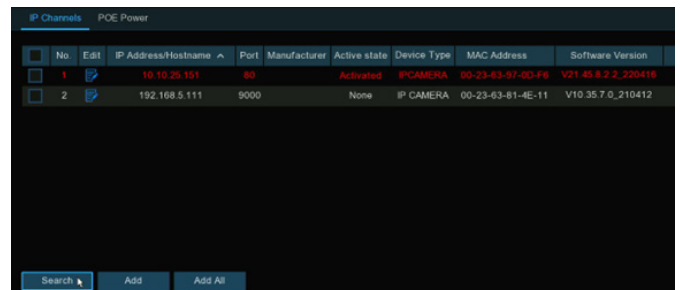 IP Channels POE Power
No. Edit IP Address/Hostname Port Manufacturer Active state Device Type MAC Address Software Version
1 10.10.25.151 80 Activated IPCAMERA 00-23-63-97-0D-F6 V21.45.8.2.2_220416
2 192.168.5.111 9000 None IP CAMERA 00-23-63-81-4E-11 V10.35.7.0_210412
Search Add Add All